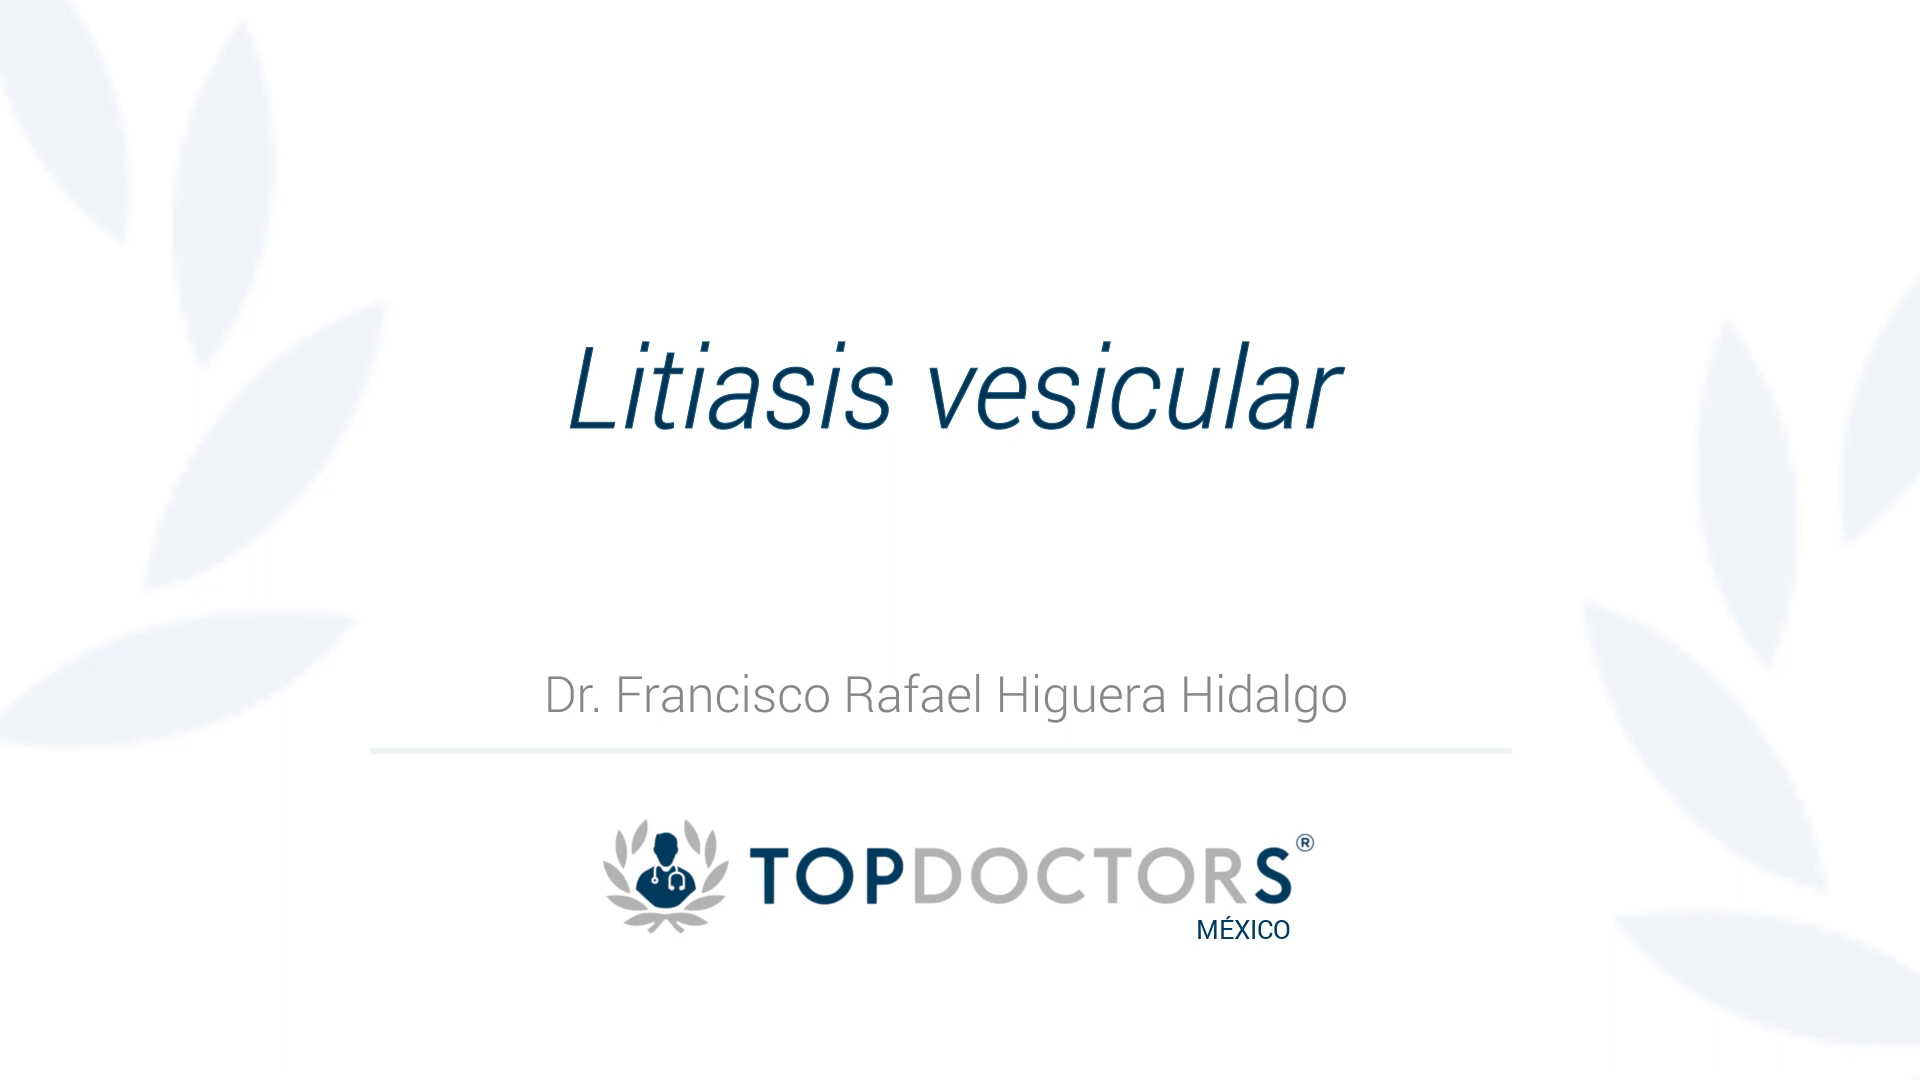 Litiasis vesicular
Dr. Francisco Rafael Higuera Hidalgo
TOPDOCTORS®
MÉXICO